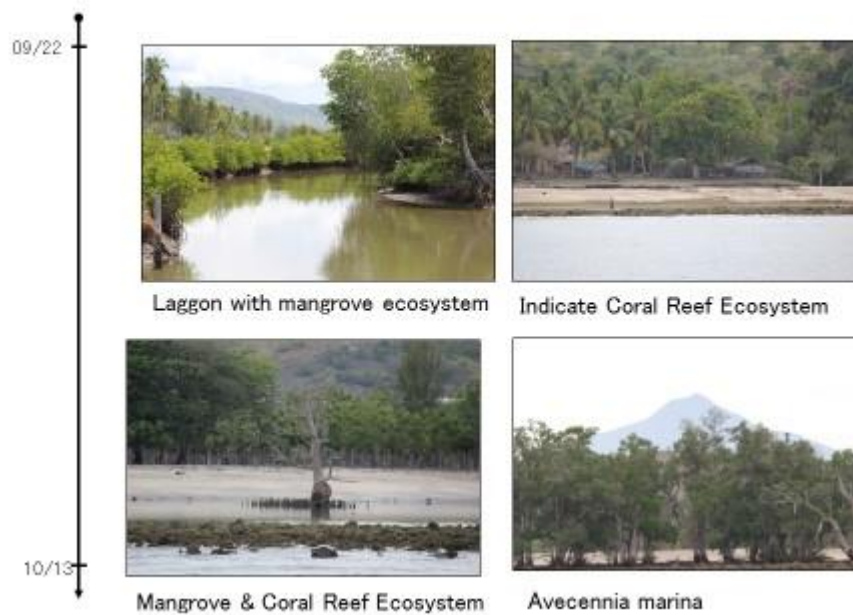 09/22
Laggon with mangrove ecosystem
Indicate Coral Reef Ecosystem
10/13
Mangrove & Coral Reef Ecosystem
Avecennia marina